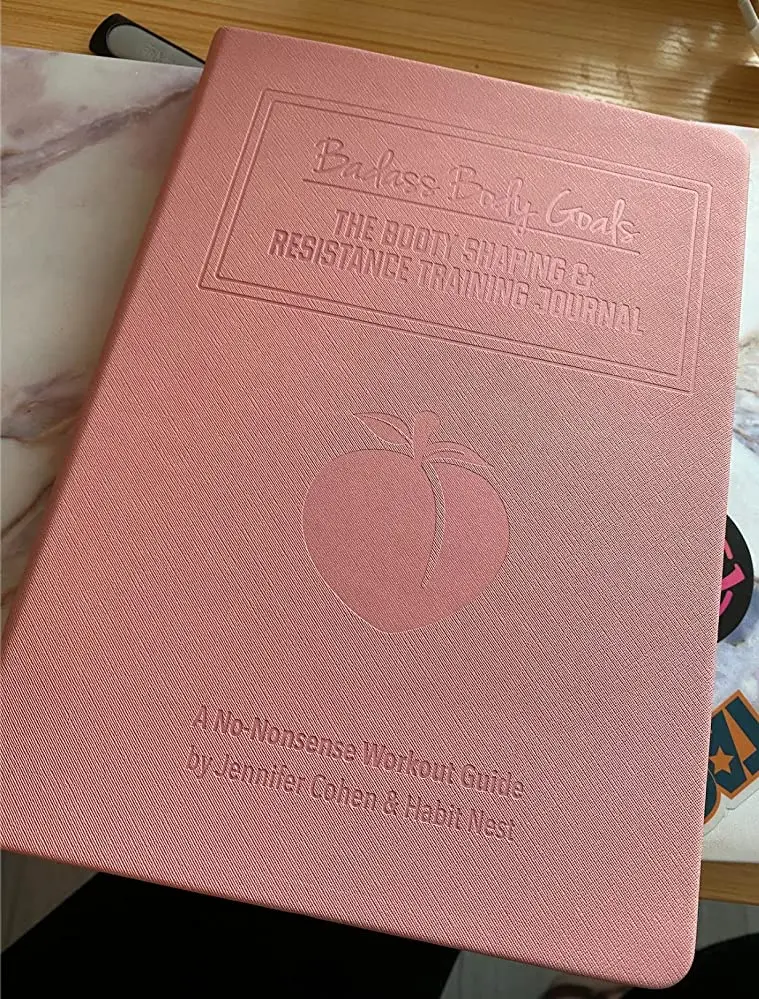 Badass Body Goals
THE BOOTY SHAPING &
RESISTANCE TRAINING JOURNAL
A No-Nonsense Workout Guide
by Jennifer Cohen & Habit Nest